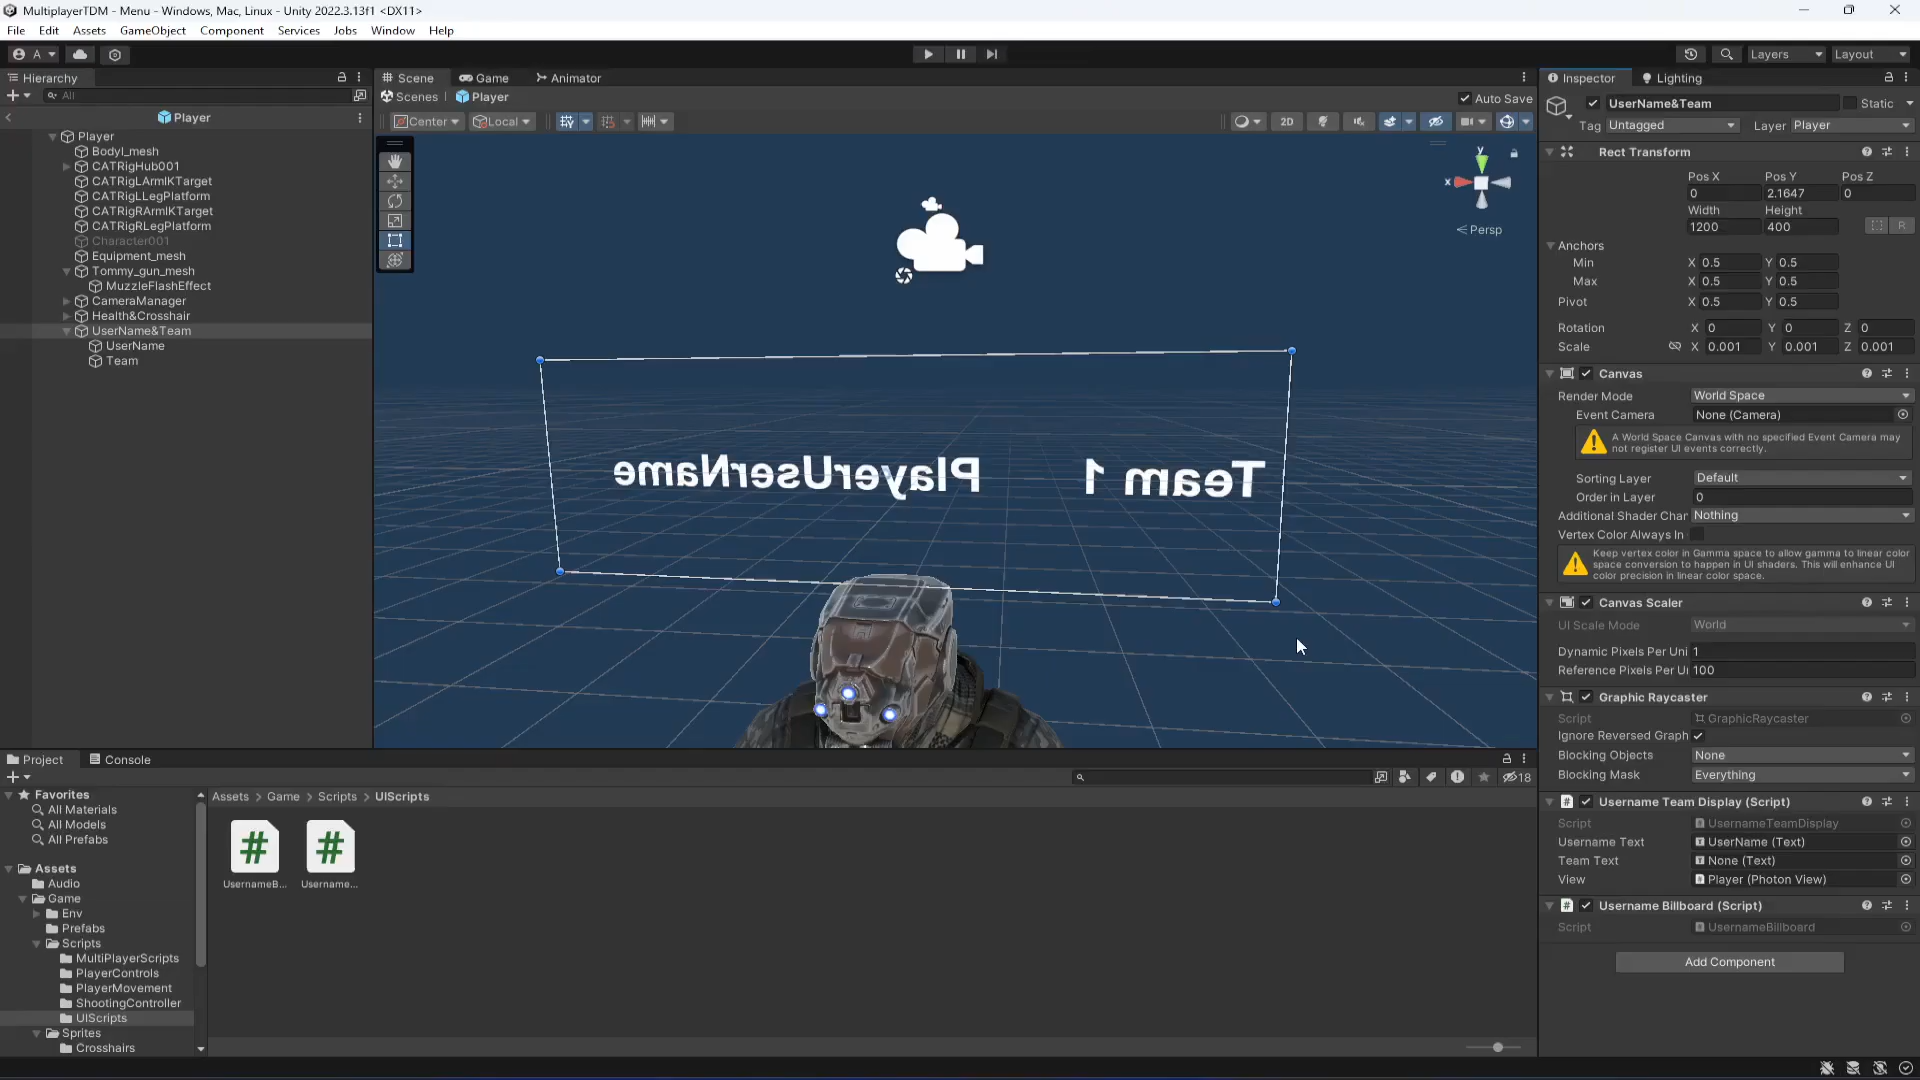 MultiplayerTDM - Menu - Windows, Mac, Linux - Unity 2022.3.13f1 <DX11>
File Edit Assets GameObject Component Services Jobs Window Help
A
Layers Layout
Hierarchy
All
Player
Player
Bodyl_mesh
CATRigHub001
CATRigLArmIKTarget
CATRigLLegPlatform
CATRigRArmIKTarget
CATRigRLegPlatform
Character001
Equipment_mesh
Tommy_gun_mesh
MuzzleFlashEffect
CameraManager
Health&Crosshair
UserName&Team
UserName
Team
Scene Game Animator
Scenes Player
Auto Save
Center Local
2D
y
x
Persp
PlayerUserName Team 1
Inspector Lighting
UserName&Team Static
Tag Untagged Layer Player
Rect Transform
Pos X Pos Y Pos Z
0 2.1647 0
Width Height
1200 400
R
Anchors
Min X 0.5 Y 0.5
Max X 0.5 Y 0.5
Pivot X 0.5 Y 0.5
Rotation X 0 Y 0 Z 0
Scale X 0.001 Y 0.001 Z 0.001
Canvas
Render Mode World Space
Event Camera None (Camera)
A World Space Canvas with no specified Event Camera may
not register UI events correctly.
Sorting Layer Default
Order in Layer 0
Additional Shader Char Nothing
Vertex Color Always In
Keep vertex color in Gamma space to allow gamma to linear color
space conversion to happen in UI shaders. This will enhance UI
color precision in linear color space.
Canvas Scaler
UI Scale Mode World
Dynamic Pixels Per Uni 1
Reference Pixels Per U 100
Graphic Raycaster
Script GraphicRaycaster
Ignore Reversed Graph
Blocking Objects None
Blocking Mask Everything
Username Team Display (Script)
Script UsernameTeamDisplay
Username Text UserName (Text)
Team Text None (Text)
View Player (Photon View)
Username Billboard (Script)
Script UsernameBillboard
Add Component
Project Console
18
Favorites
All Materials
All Models
All Prefabs
Assets
Audio
Game
Env
Prefabs
Scripts
MultiPlayerScripts
PlayerControls
PlayerMovement
ShootingController
UIScripts
Sprites
Crosshairs
Assets > Game > Scripts > UIScripts
UsernameB... Username...